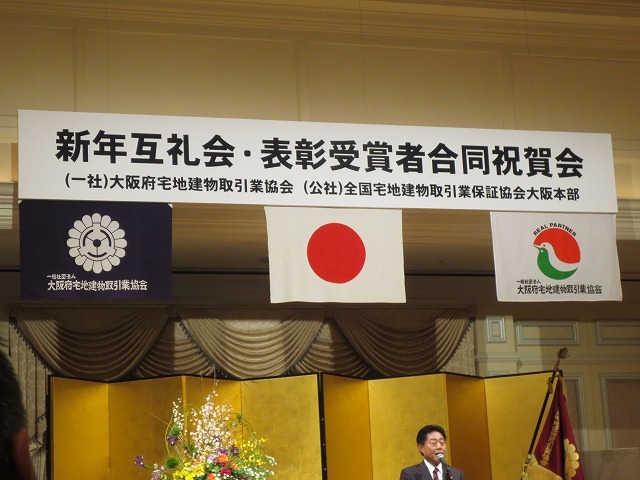 新年互礼会・表彰受賞者合同祝賀会
(一社)大阪府宅地建物取引業協会 (公社)全国宅地建物取引業保証協会大阪本部
一般社団法人
大阪府宅地建物取引業協会
REAL PARTNER
一般社団法人
大阪府宅地建物取引業協会